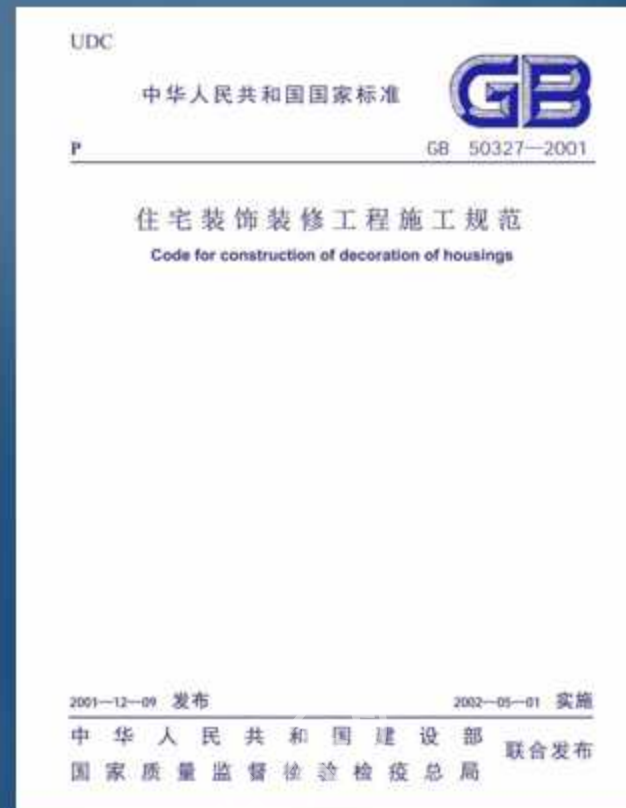 UDC
中华人民共和国国家标准
GB
P
GB 50327—2001
住宅装饰装修工程施工规范
Code for construction of decoration of housings
2001—12—09 发布
2002—05—01 实施
中华人民共和国建设部
国家质量监督检验检疫总局
联合发布